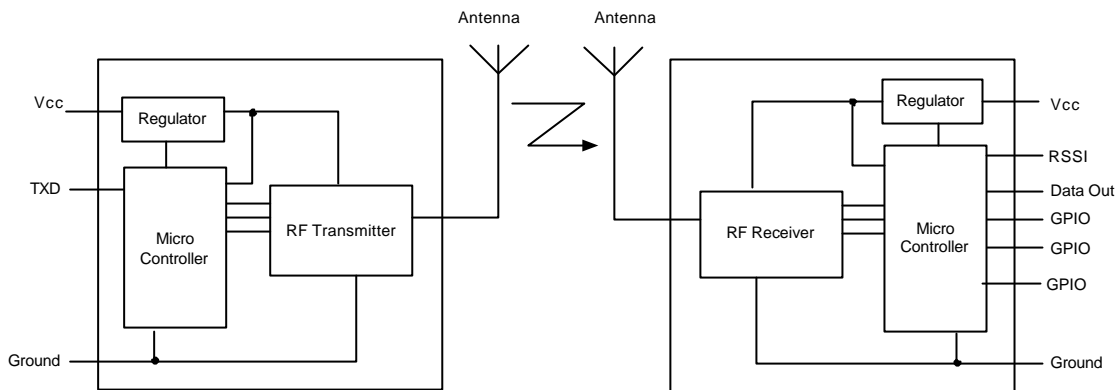 Antenna
Antenna
Vcc
Regulator
TXD
Micro
Controller
RF Transmitter
Ground
Regulator
Vcc
RSSI
Data Out
RF Receiver
Micro
Controller
GPIO
GPIO
GPIO
Ground